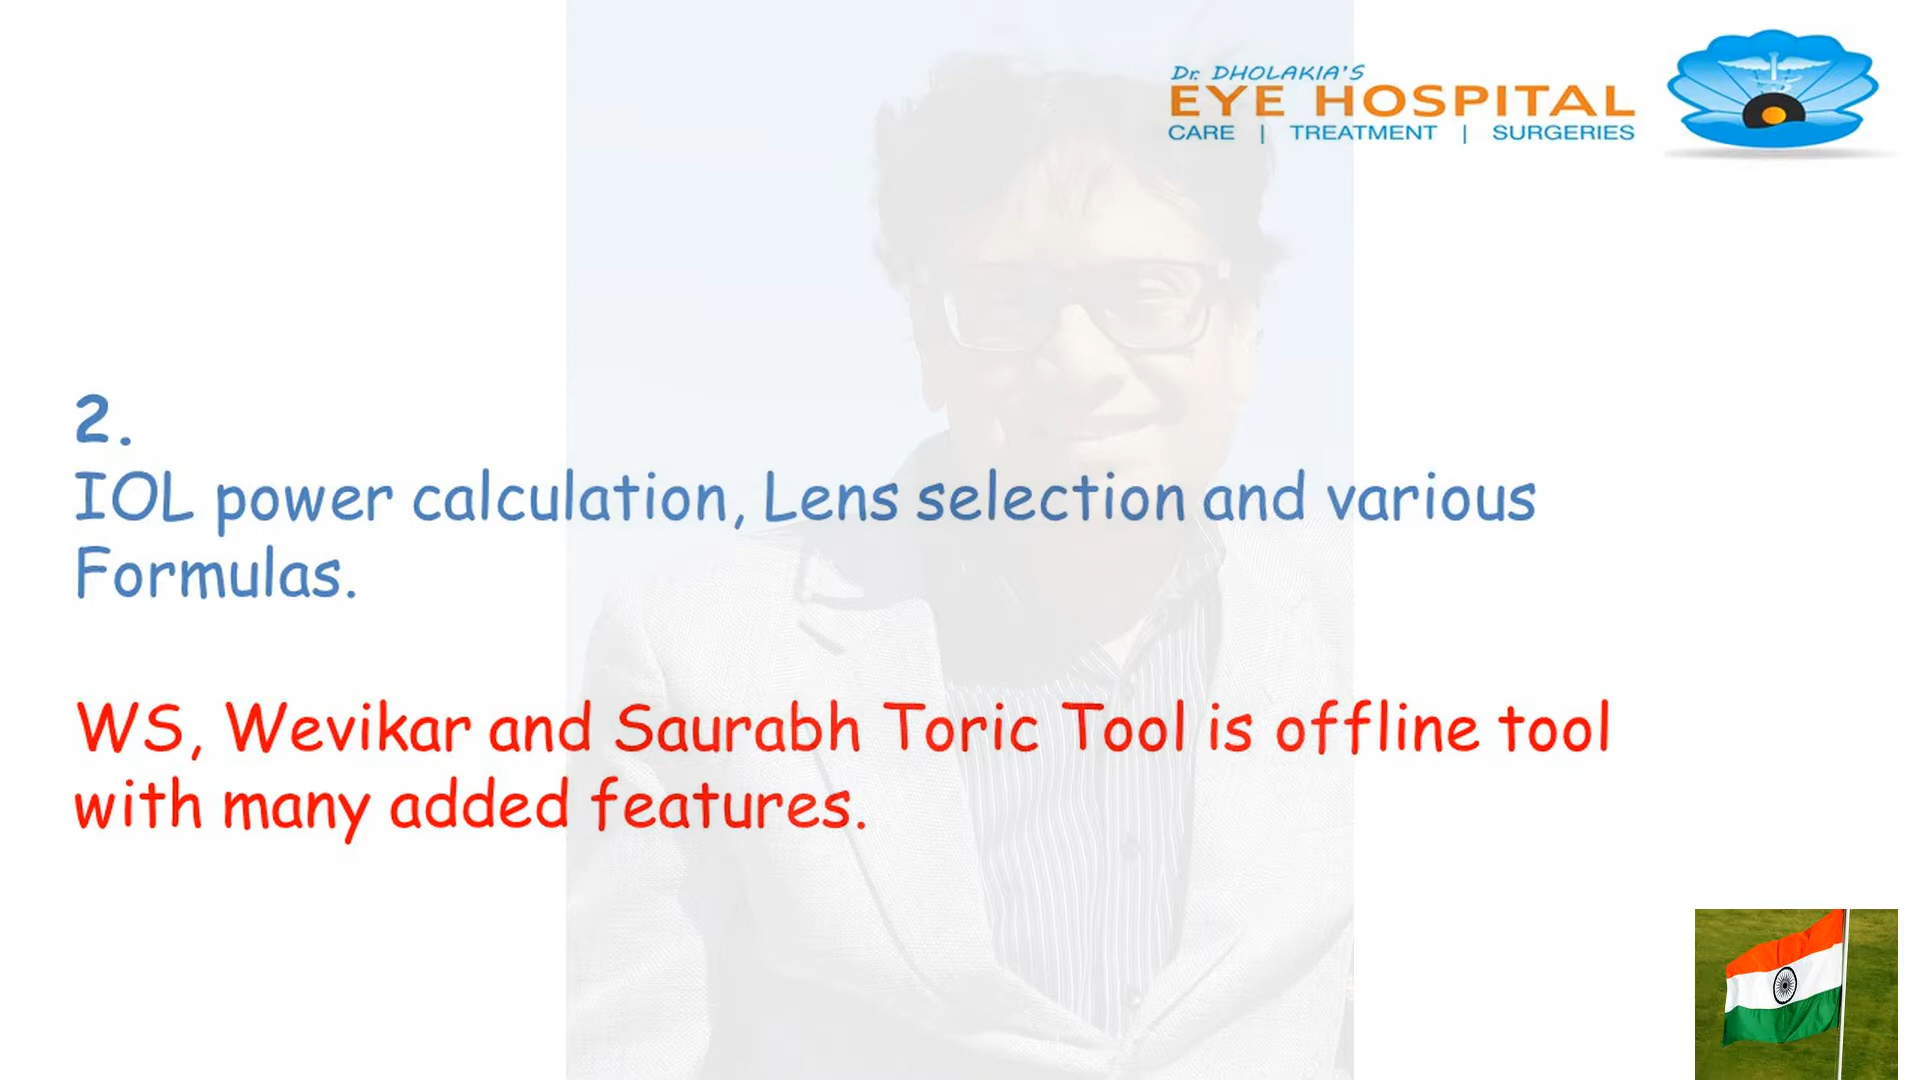 Dr. DHOLAKIA'S
EYE HOSPITAL
CARE | TREATMENT | SURGERIES
2.
IOL power calculation, Lens selection and various
Formulas.
WS, Wevikar and Saurabh Toric Tool is offline tool
with many added features.